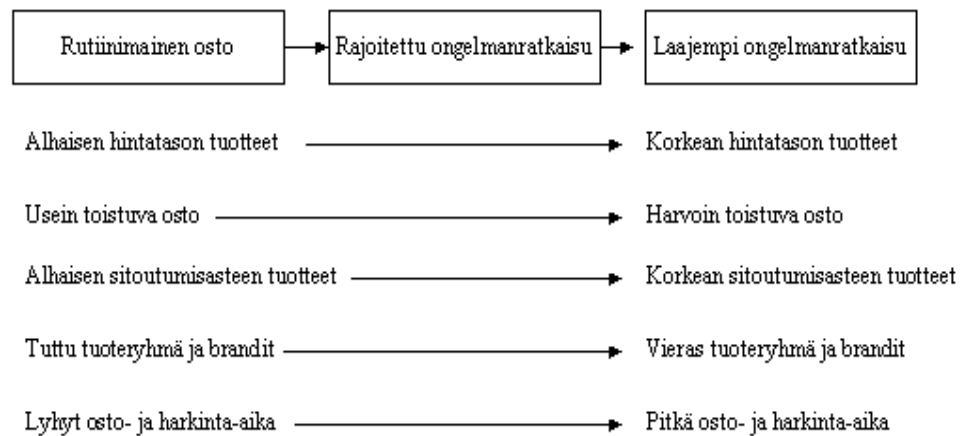 Rutiinimainen osto Rajoitettu ongelmanratkaisu Laajempi ongelmanratkaisu
Alhaisen hintatason tuotteet Korkean hintatason tuotteet
Usein toistuva osto Harvoin toistuva osto
Alhaisen sitoutumisasteen tuotteet Korkean sitoutumisasteen tuotteet
Tuttu tuoteryhmä ja brandit Vieras tuoteryhmä ja brandit
Lyhyt osto- ja harkinta-aika Pitkä osto- ja harkinta-aika